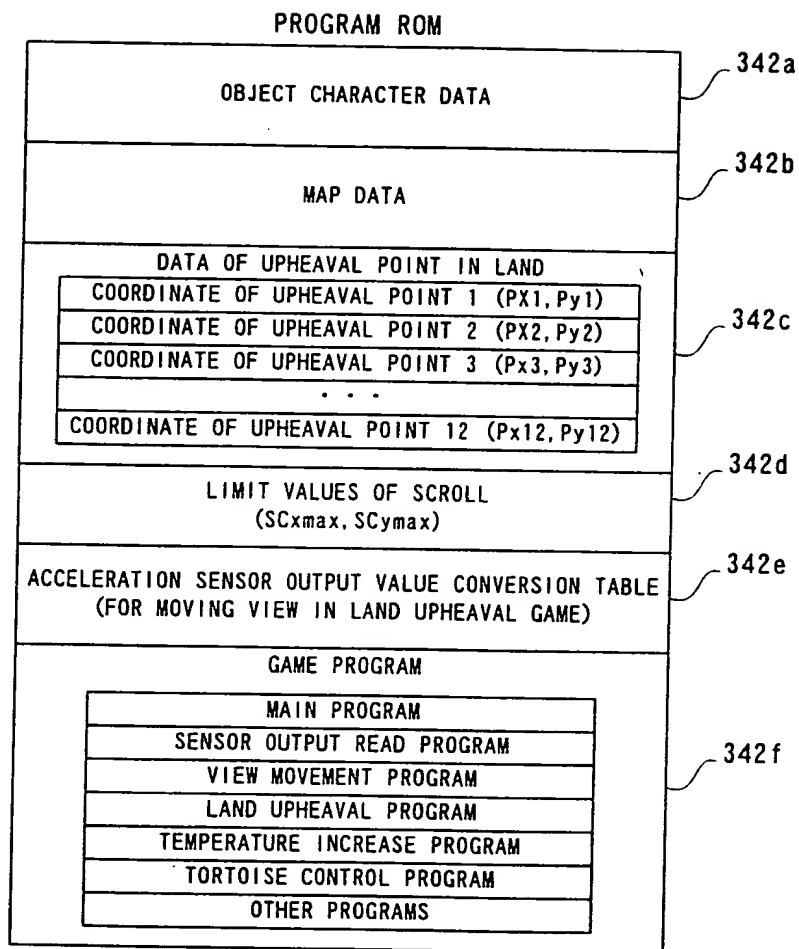 PROGRAM ROM
342a
OBJECT CHARACTER DATA
342b
MAP DATA
DATA OF UPHEAVAL POINT IN LAND
COORDINATE OF UPHEAVAL POINT 1 (PX1, Py1)
COORDINATE OF UPHEAVAL POINT 2 (PX2, Py2)
342c
COORDINATE OF UPHEAVAL POINT 3 (Px3, Py3)
. . .
COORDINATE OF UPHEAVAL POINT 12 (Px12, Py12)
342d
LIMIT VALUES OF SCROLL
(SCxmax, SCymax)
342e
ACCELERATION SENSOR OUTPUT VALUE CONVERSION TABLE
(FOR MOVING VIEW IN LAND UPHEAVAL GAME)
GAME PROGRAM
MAIN PROGRAM
SENSOR OUTPUT READ PROGRAM
342f
VIEW MOVEMENT PROGRAM
LAND UPHEAVAL PROGRAM
TEMPERATURE INCREASE PROGRAM
TORTOISE CONTROL PROGRAM
OTHER PROGRAMS